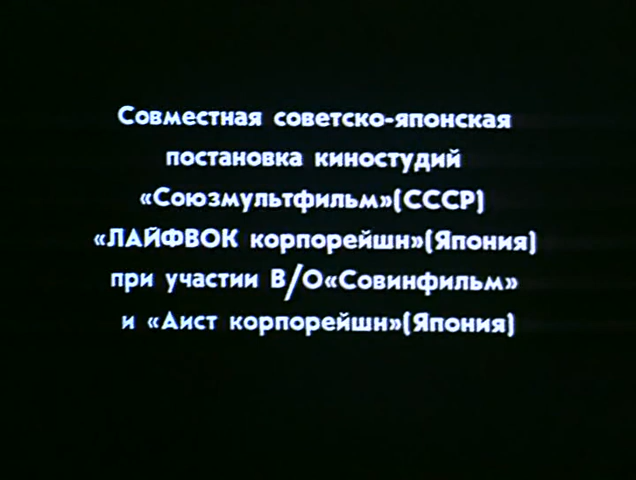 Совместная советско-японская
постановка киностудий
«Союзмультфильм»(СССР)
«ЛАЙФВОК корпорейшн»(Япония)
при участии В/О«Совинфильм»
и «Аист корпорейшн»(Япония)